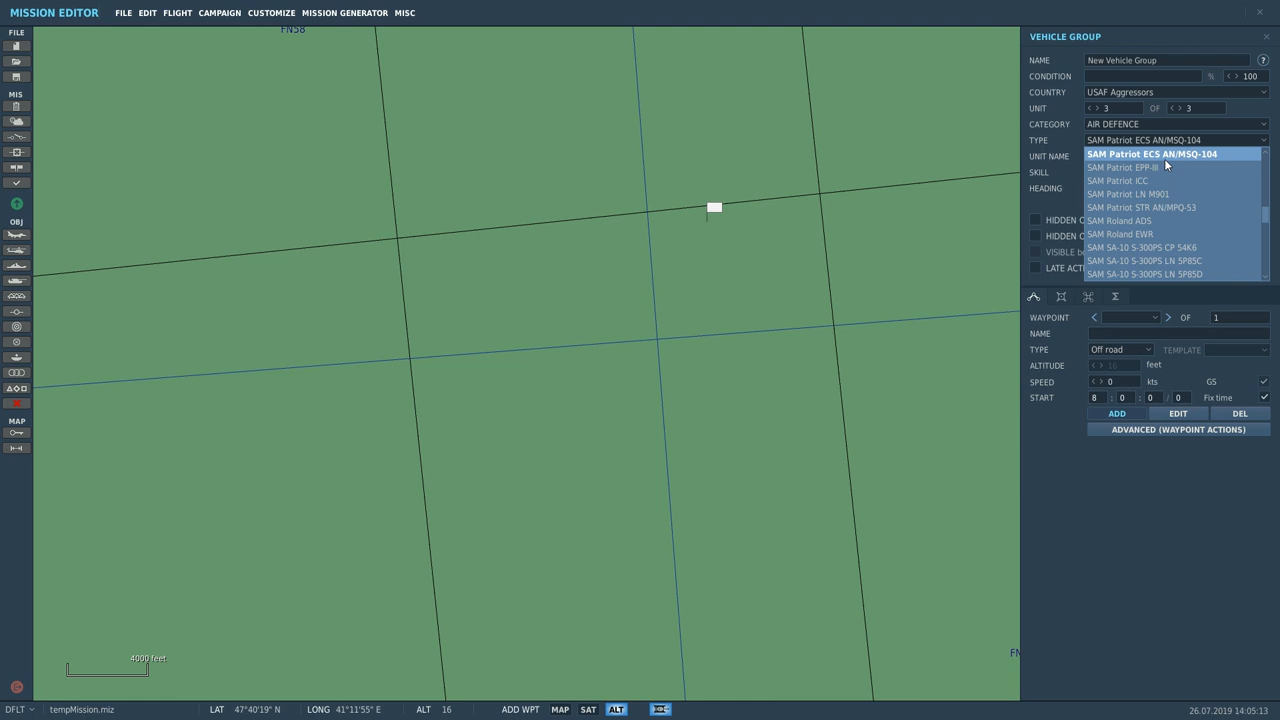 MISSION EDITOR FILE EDIT FLIGHT CAMPAIGN CUSTOMIZE MISSION GENERATOR MISC
FILE
MIS
OBJ
MAP
FN58
4000 feet
FN
VEHICLE GROUP
NAME New Vehicle Group ?
CONDITION % < > 100
COUNTRY USAF Aggressors
UNIT < > 3 OF < > 3
CATEGORY AIR DEFENCE
TYPE SAM Patriot ECS AN/MSQ-104
SAM Patriot ECS AN/MSQ-104
UNIT NAME SAM Patriot EPP-III
SKILL SAM Patriot ICC
HEADING SAM Patriot LN M901
SAM Patriot STR AN/MPQ-53
HIDDEN O SAM Roland ADS
HIDDEN O SAM Roland EWR
VISIBLE b SAM SA-10 S-300PS CP 54K6
SAM SA-10 S-300PS LN 5P85C
LATE ACTI SAM SA-10 S-300PS LN 5P85D
Σ
WAYPOINT < > OF 1
NAME
TYPE Off road TEMPLATE
ALTITUDE < > 16 feet
SPEED < > 0 kts GS
START 8 : 0 : 0 / 0 Fix time
ADD EDIT DEL
ADVANCED (WAYPOINT ACTIONS)
DFLT tempMission.miz LAT 47°40'19" N LONG 41°11'55" E ALT 16 ADD WPT MAP SAT ALT 26.07.2019 14:05:13